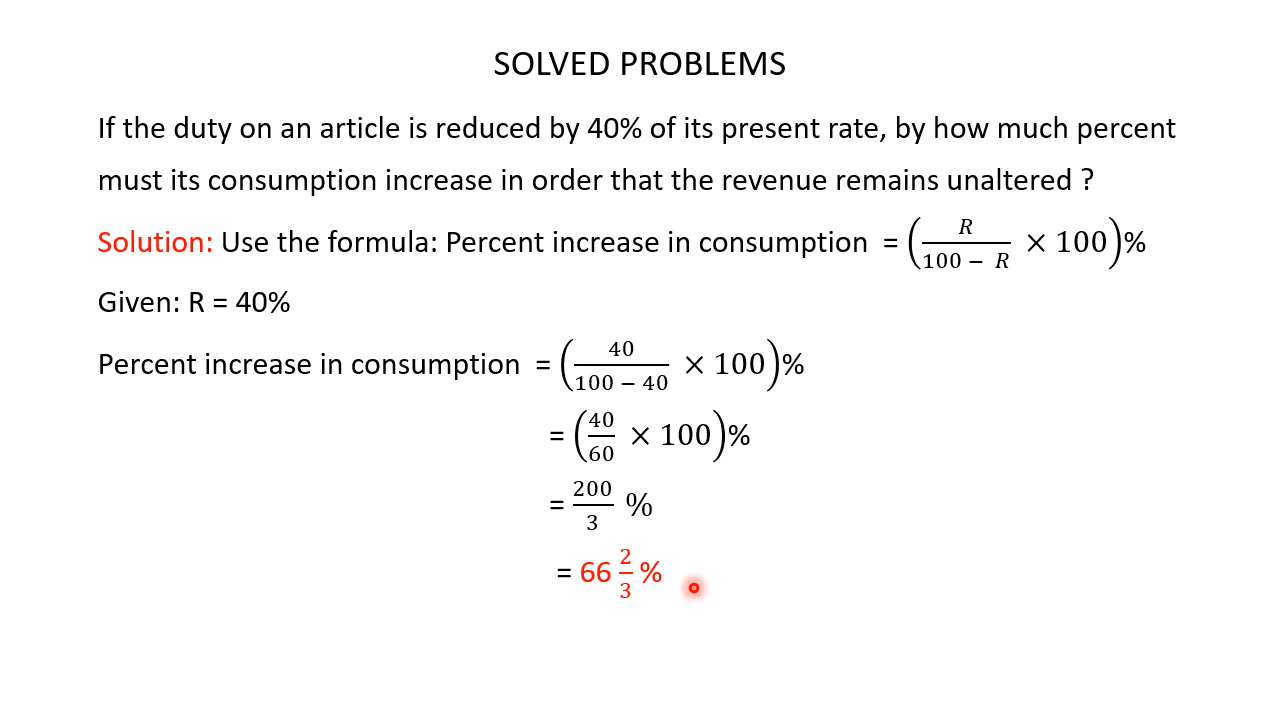 SOLVED PROBLEMS
If the duty on an article is reduced by 40% of its present rate, by how much percent
must its consumption increase in order that the revenue remains unaltered ?
Solution: Use the formula: Percent increase in consumption = (R/(100 − R) × 100)%
Given: R = 40%
Percent increase in consumption = (40/(100 − 40) × 100)%
= (40/60 × 100)%
= 200/3 %
= 66 2/3 %